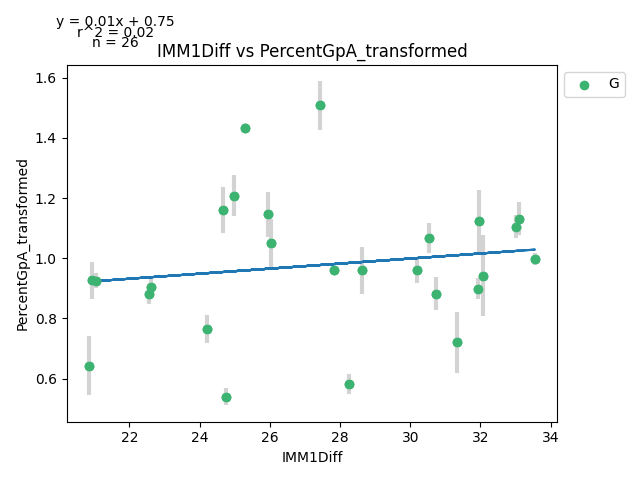 y = 0.01x + 0.75
r^2 = 0.02
n = 26
IMM1Diff vs PercentGpA_transformed
G
PercentGpA_transformed
1.6
1.4
1.2
1.0
0.8
0.6
22
24
26
28
30
32
34
IMM1Diff